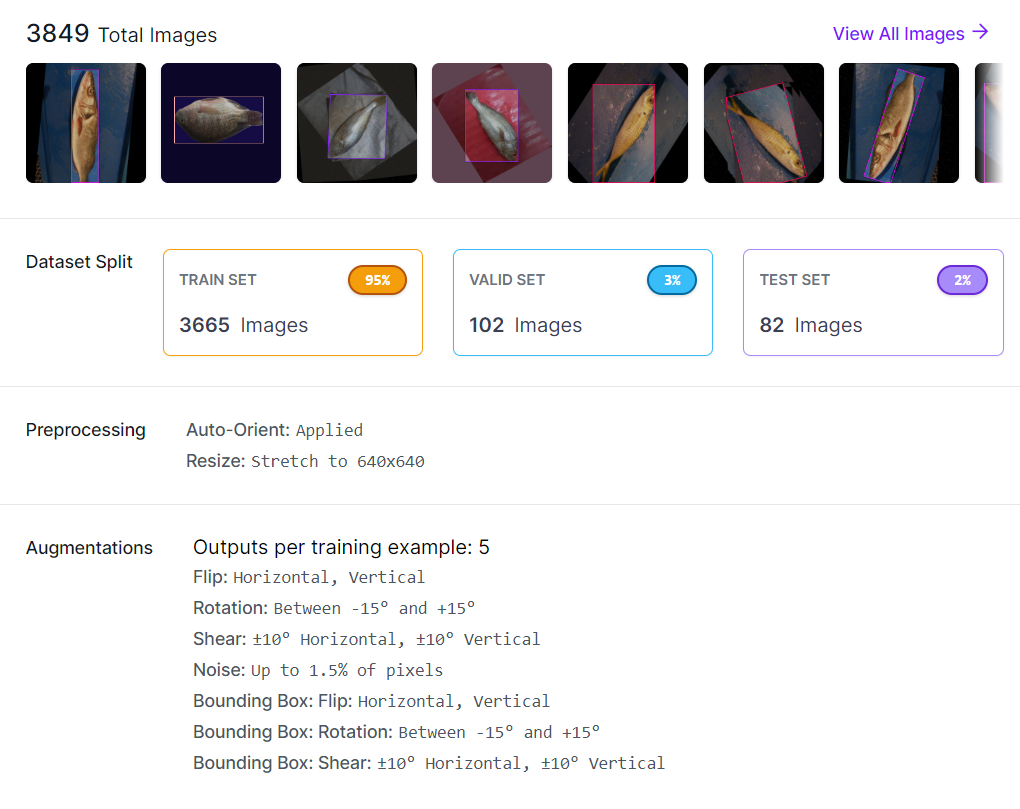 3849 Total Images
View All Images →
Dataset Split
TRAIN SET
95%
3665 Images
VALID SET
3%
102 Images
TEST SET
2%
82 Images
Preprocessing
Auto-Orient: Applied
Resize: Stretch to 640x640
Augmentations
Outputs per training example: 5
Flip: Horizontal, Vertical
Rotation: Between -15° and +15°
Shear: ±10° Horizontal, ±10° Vertical
Noise: Up to 1.5% of pixels
Bounding Box: Flip: Horizontal, Vertical
Bounding Box: Rotation: Between -15° and +15°
Bounding Box: Shear: ±10° Horizontal, ±10° Vertical